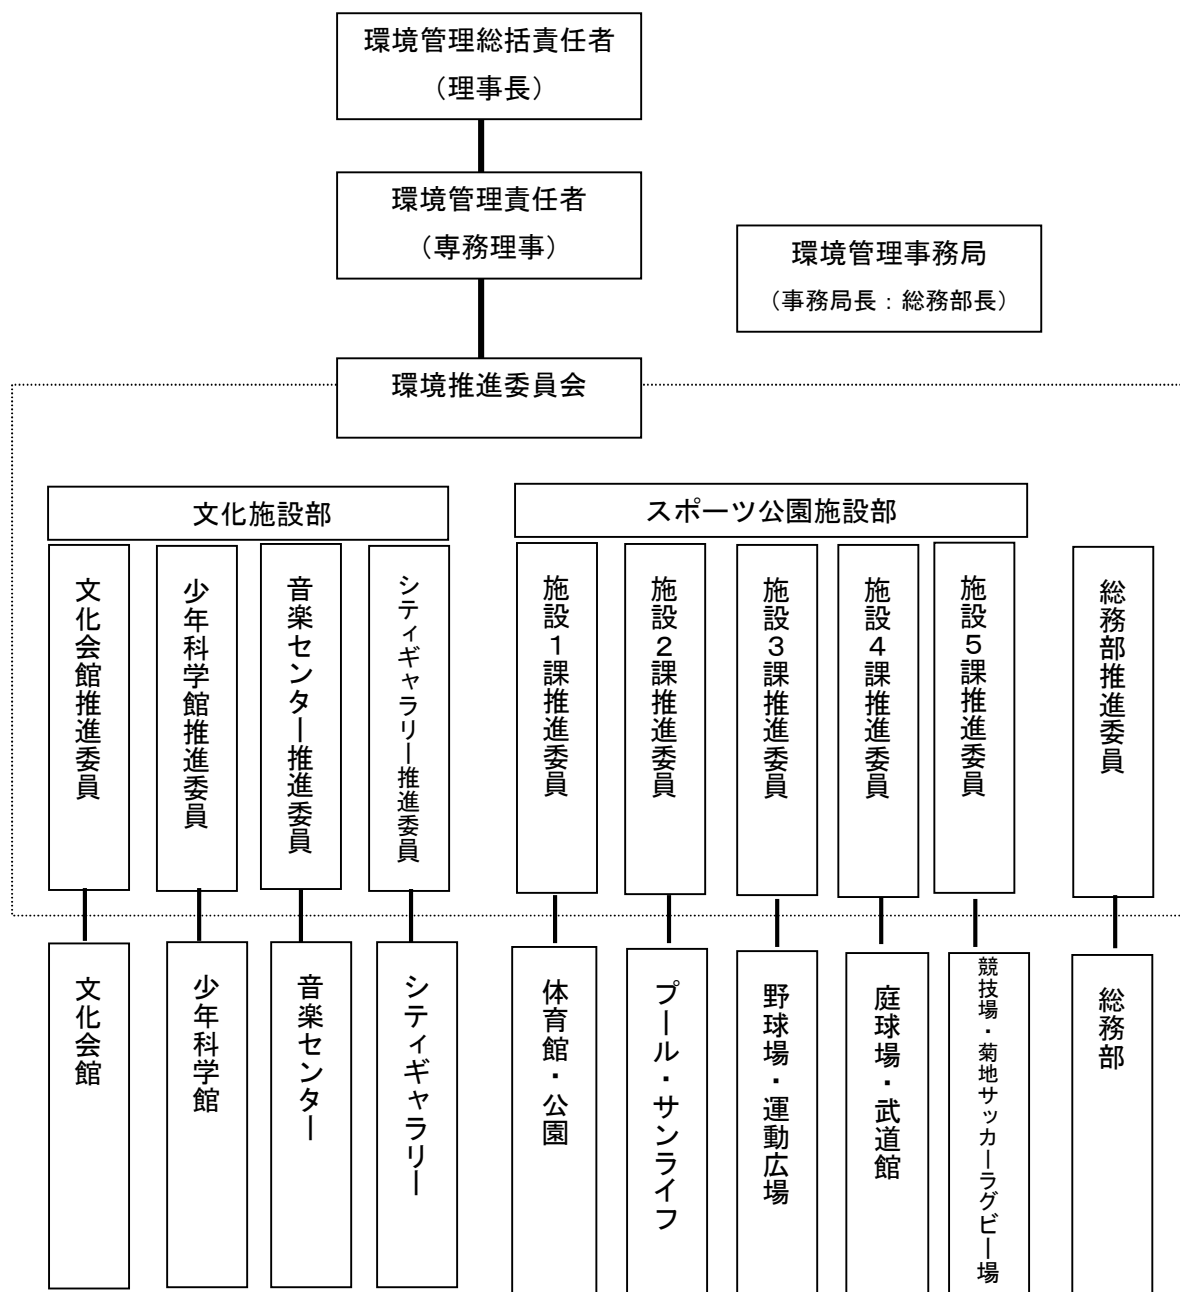 環境管理総括責任者
（理事長）
環境管理責任者
（専務理事）
環境管理事務局
（事務局長：総務部長）
環境推進委員会
文化施設部
スポーツ公園施設部
文化会館推進委員
少年科学館推進委員
音楽センター推進委員
シティギャラリー推進委員
施設１課推進委員
施設２課推進委員
施設３課推進委員
施設４課推進委員
施設５課推進委員
総務部推進委員
文化会館
少年科学館
音楽センター
シティギャラリー
体育館・公園
プール・サンライフ
野球場・運動広場
庭球場・武道館
競技場・菊地サッカーラグビー場
総務部